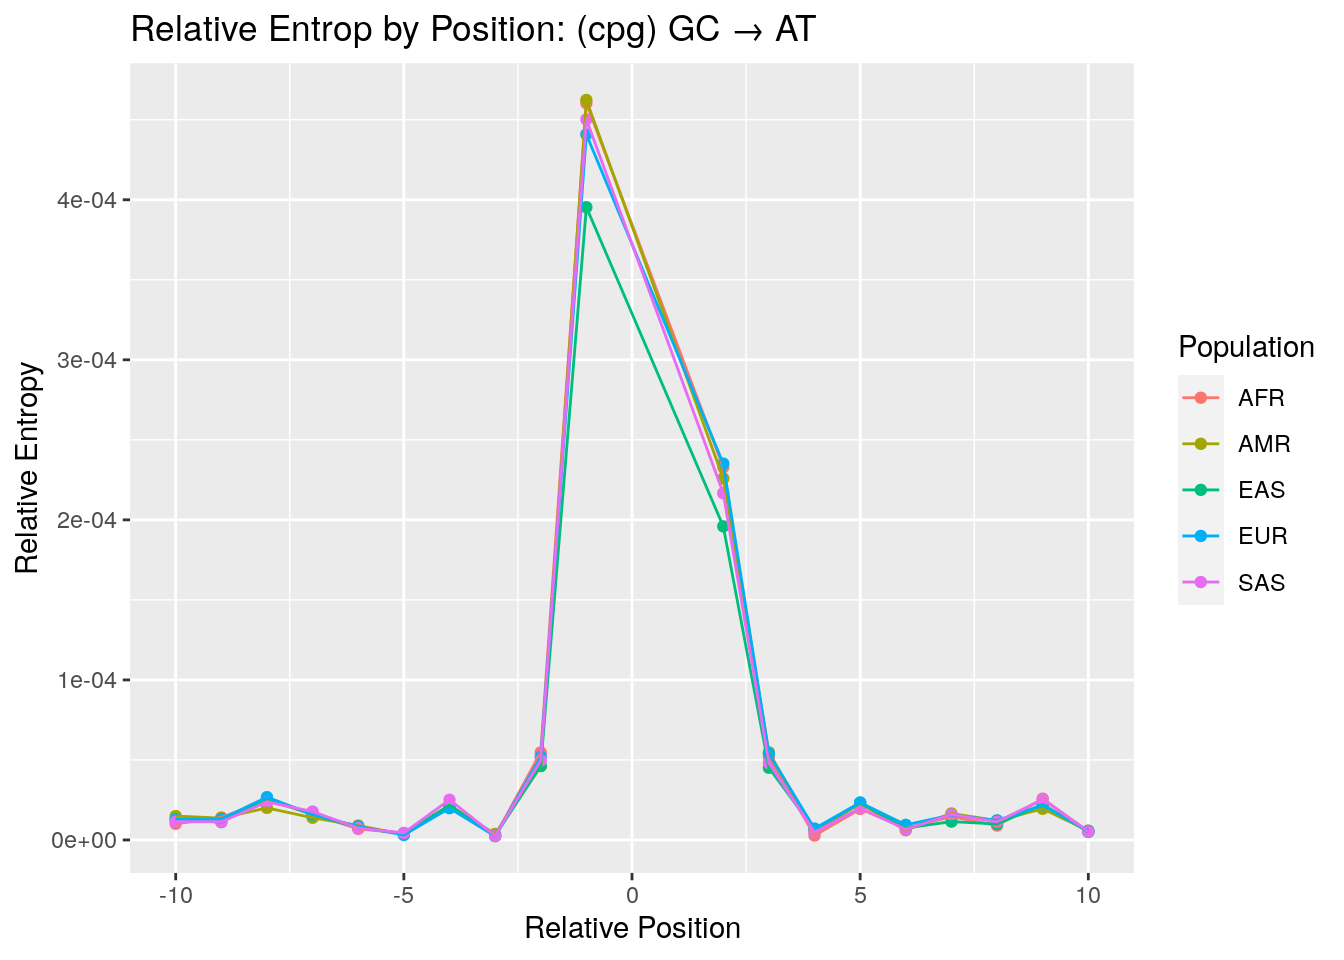 Relative Entrop by Position: (cpg) GC → AT
Relative Entropy
4e-04
3e-04
2e-04
1e-04
0e+00
-10
-5
0
5
10
Relative Position
Population
AFR
AMR
EAS
EUR
SAS